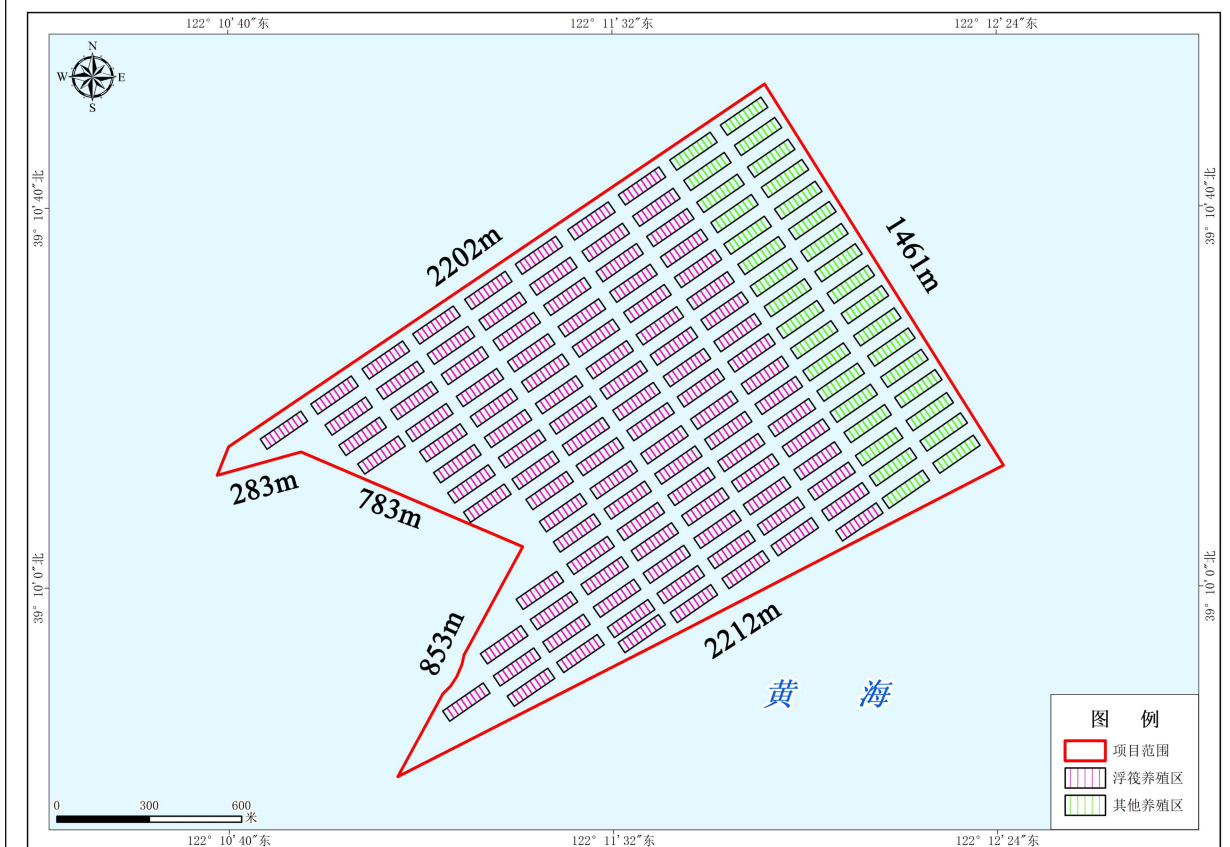 122° 10′40″东
122° 11′32″东
122° 12′24″东
N
W
E
S
39° 10′40″北
39° 10′40″北
2202m
1461m
283m
783m
39° 10′0″北
39° 10′0″北
853m
2212m
黄 海
图 例
项目范围
浮筏养殖区
其他养殖区
0 300 600
米
122° 10′40″东
122° 11′32″东
122° 12′24″东